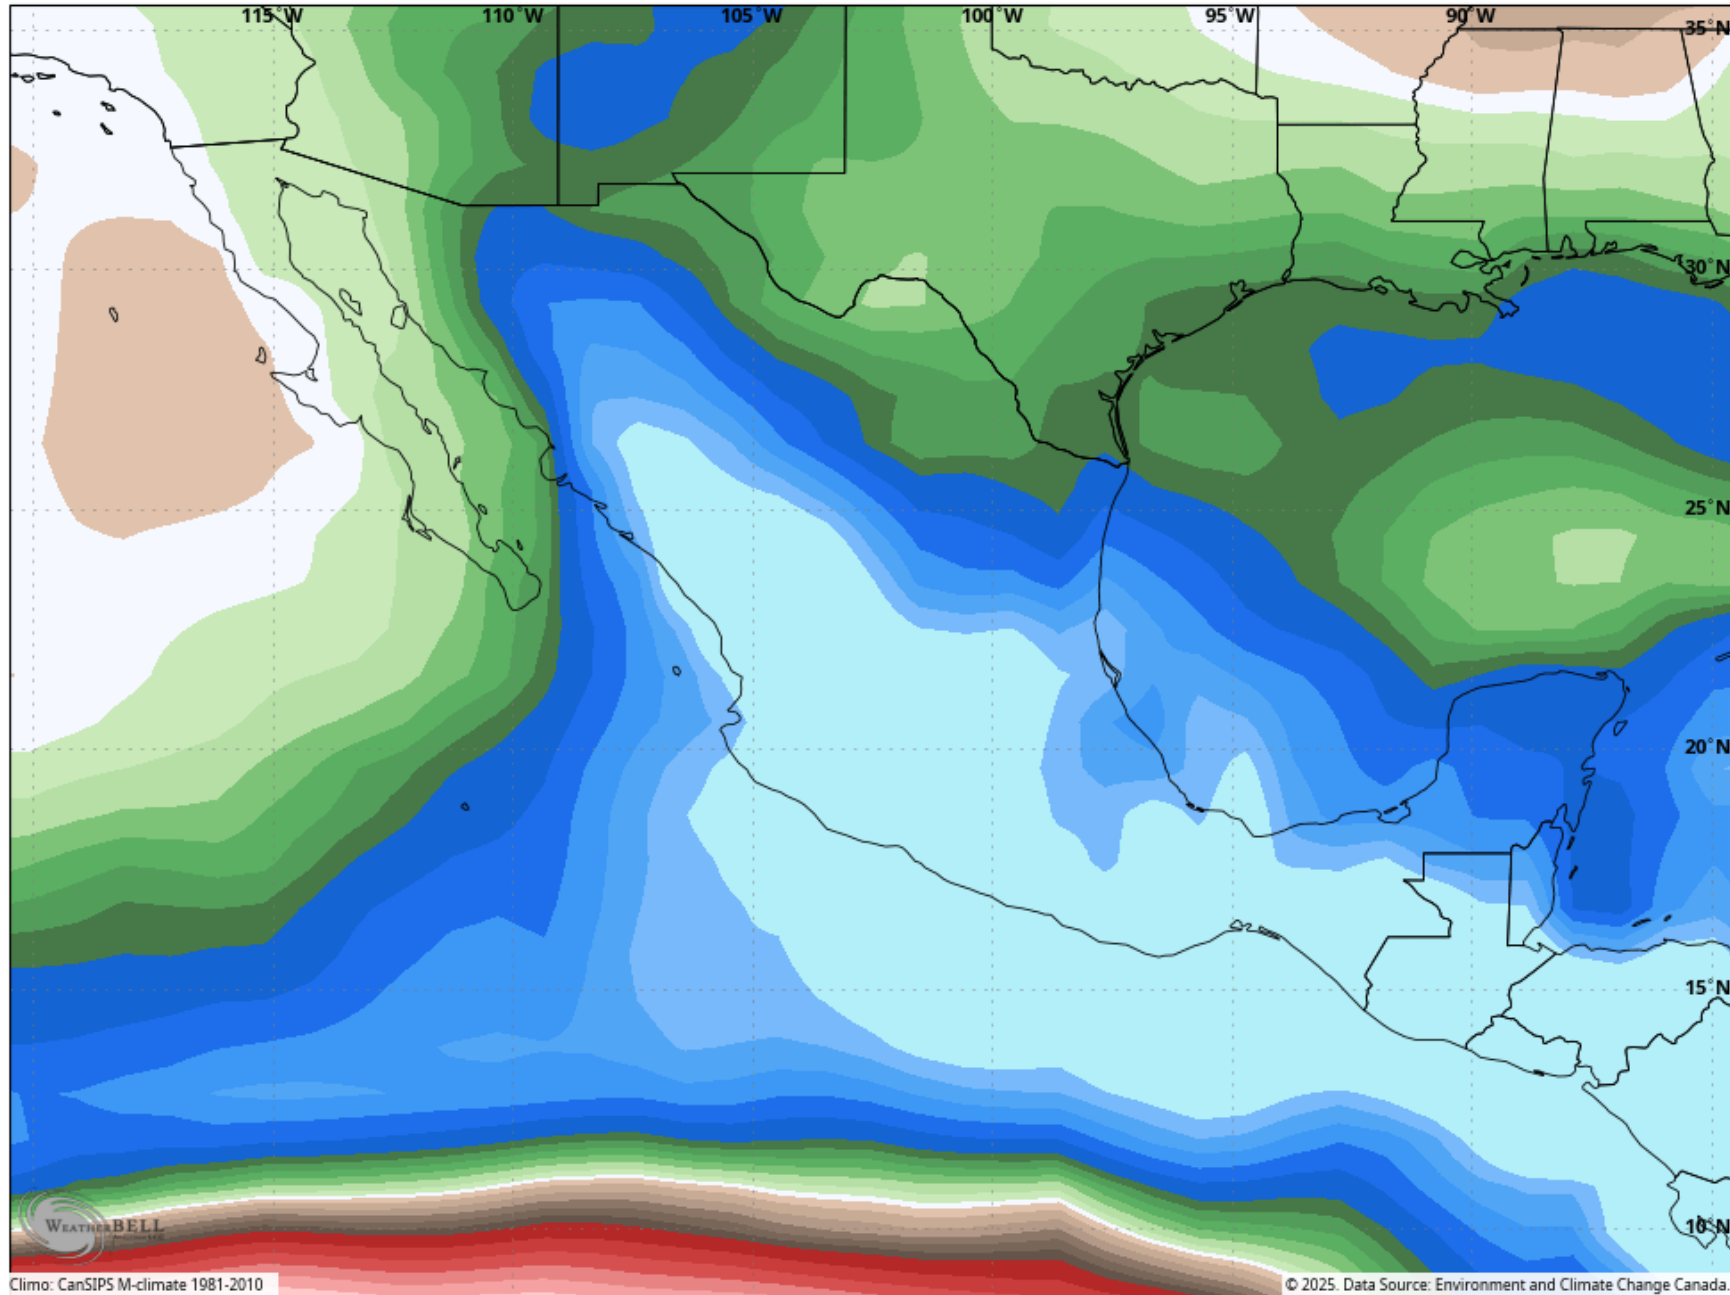 115°W 110°W 105°W 100°W 95°W 90°W
35°N
30°N
25°N
20°N
15°N
10°N
WEATHERBELL
Climo: CanSIPS M-climate 1981-2010
© 2025. Data Source: Environment and Climate Change Canada.